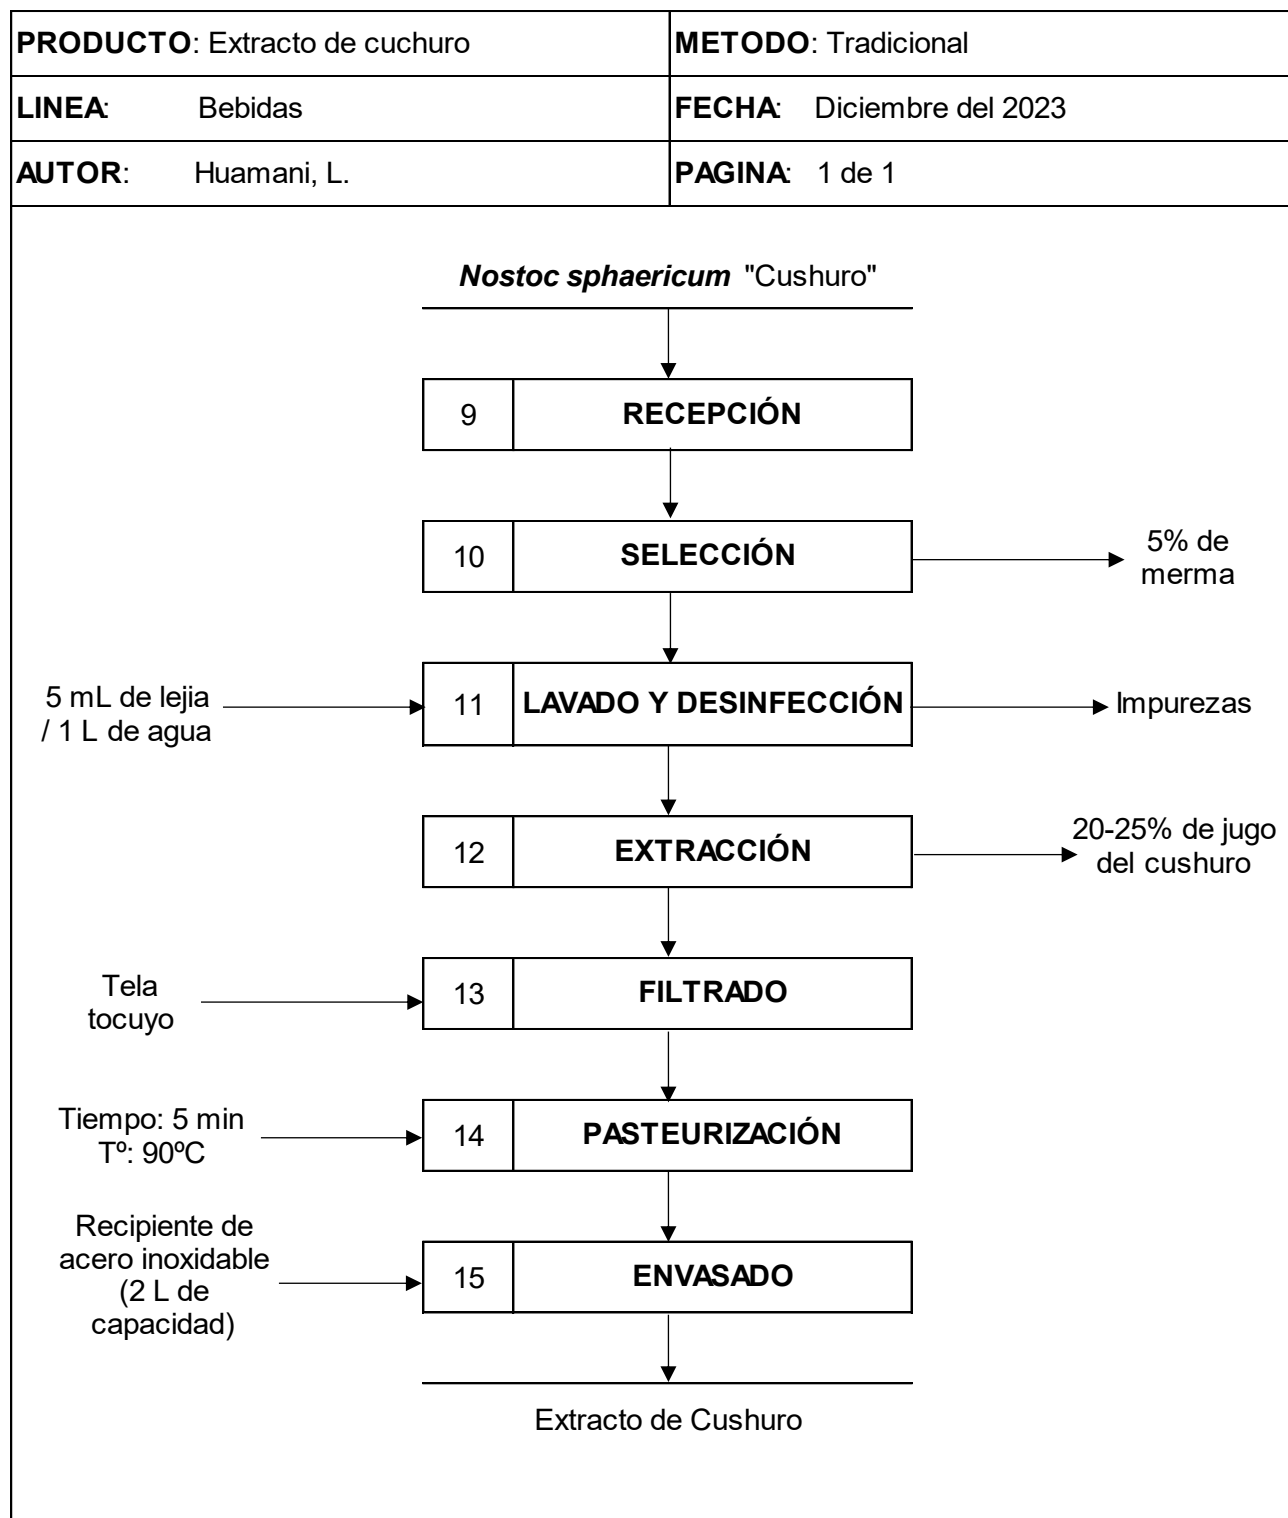 PRODUCTO: Extracto de cuchuro
METODO: Tradicional
LINEA: Bebidas
FECHA: Diciembre del 2023
AUTOR: Huamani, L.
PAGINA: 1 de 1
Nostoc sphaericum "Cushuro"
9 RECEPCIÓN
10 SELECCIÓN
5% de
merma
5 mL de lejia
/ 1 L de agua
11 LAVADO Y DESINFECCIÓN
Impurezas
12 EXTRACCIÓN
20-25% de jugo
del cushuro
Tela
tocuyo
13 FILTRADO
Tiempo: 5 min
Tº: 90ºC
14 PASTEURIZACIÓN
Recipiente de
acero inoxidable
(2 L de
capacidad)
15 ENVASADO
Extracto de Cushuro